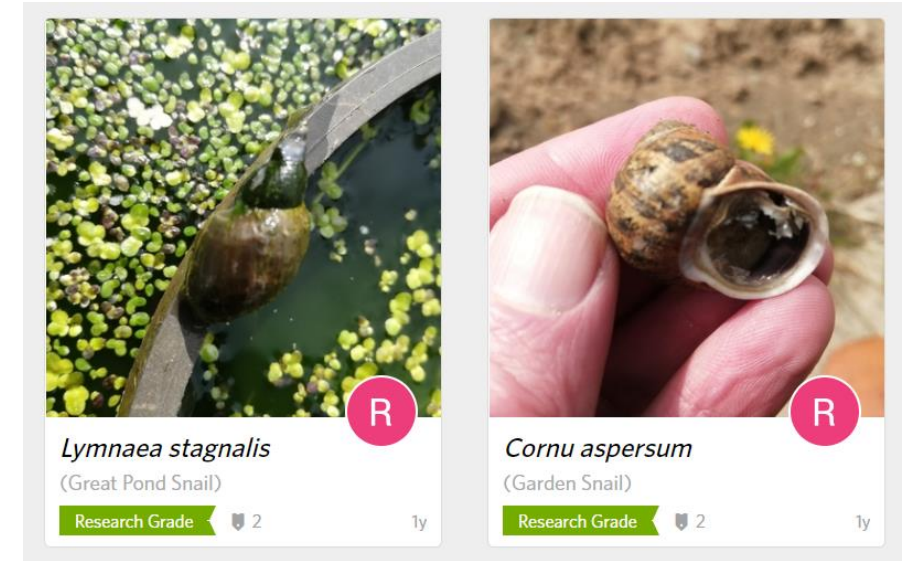 R
Lymnaea stagnalis
(Great Pond Snail)
Research Grade
2
1y
R
Cornu aspersum
(Garden Snail)
Research Grade
2
1y